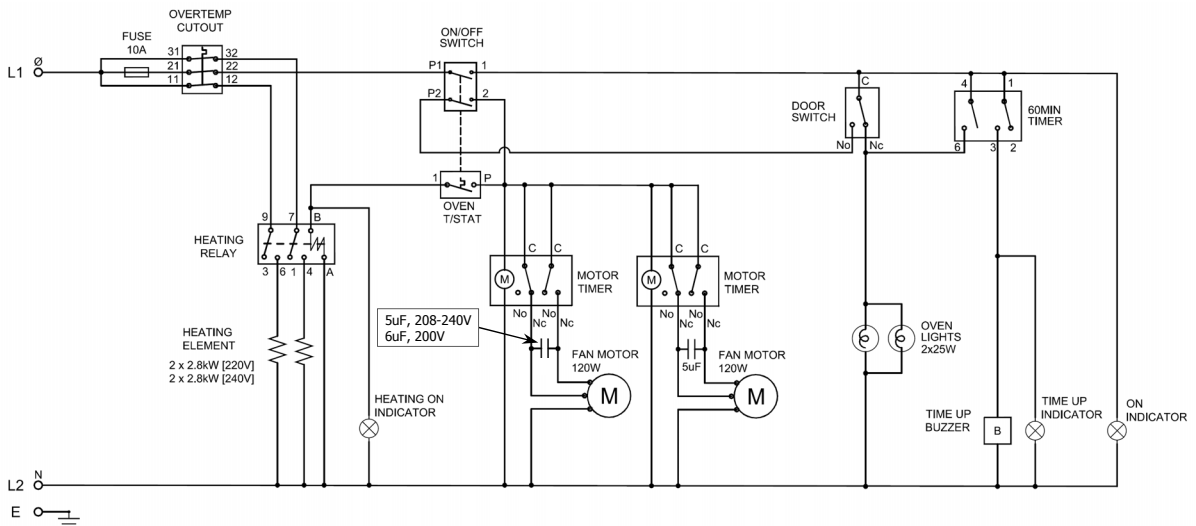 OVERTEMP
CUTOUT
FUSE
10A
31 32
21 22
11 12
L1 Ø
ON/OFF
SWITCH
P1 1
P2 2
DOOR
SWITCH
C
No Nc
4 1
60MIN
TIMER
6 3 2
1 P
OVEN
T/STAT
9 7 B
HEATING
RELAY
3 6 1 4 A
C C
M
MOTOR
TIMER
No No
Nc Nc
C C
M
MOTOR
TIMER
No No
Nc Nc
5uF, 208-240V
6uF, 200V
5uF
HEATING
ELEMENT
2 x 2.8kW [220V]
2 x 2.8kW [240V]
FAN MOTOR
120W
M
FAN MOTOR
120W
M
OVEN
LIGHTS
2x25W
HEATING ON
INDICATOR
TIME UP
BUZZER
B
TIME UP
INDICATOR
ON
INDICATOR
L2 N
E